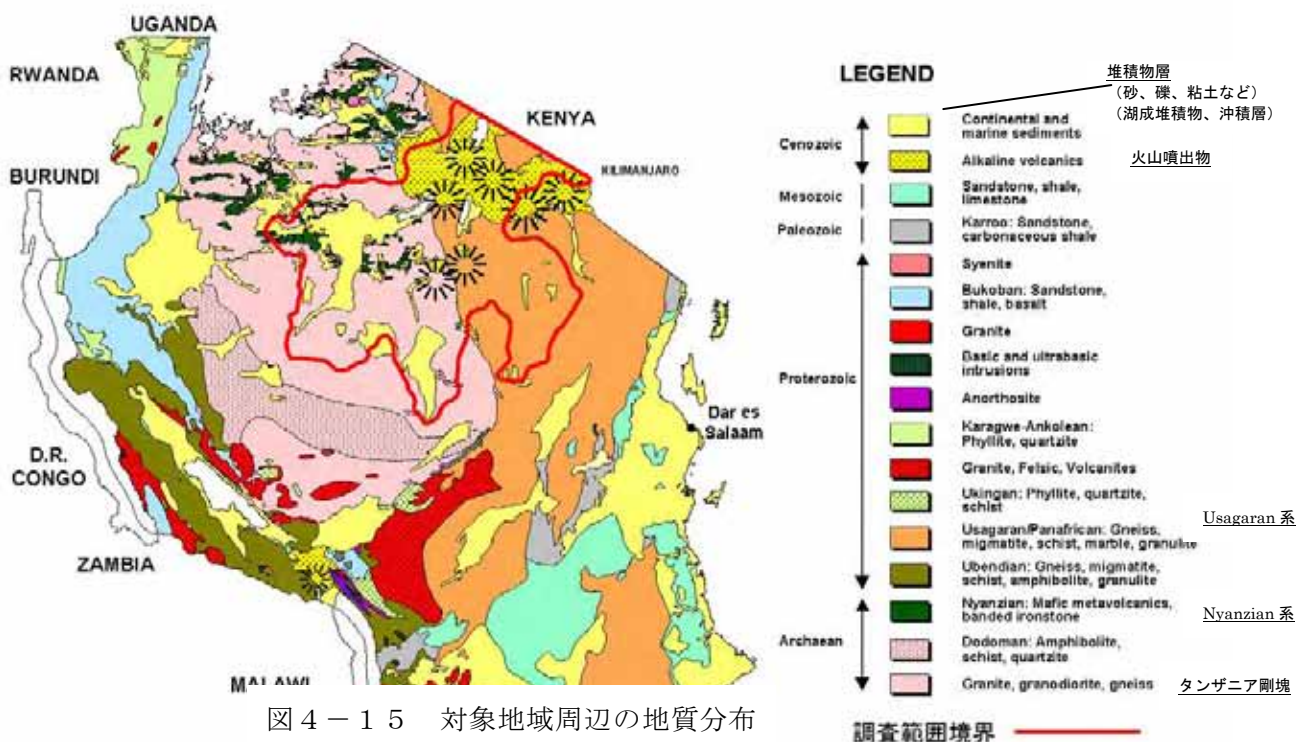 UGANDA
RWANDA
KENYA
KILIMANJARO
BURUNDI
Dar es
Salaam
D.R.
CONGO
ZAMBIA
MALAWI
図4－15 対象地域周辺の地質分布
LEGEND
堆積物層
（砂、礫、粘土など）
（湖成堆積物、沖積層）
Cenozoic
Continental and
marine sediments
Alkaline volcanics
火山噴出物
Mesozoic
Sandstone, shale,
limestone
Paleozoic
Karroo: Sandstone,
carbonaceous shale
Proterozoic
Syenite
Bukoban: Sandstone,
shale, basalt
Granite
Basic and ultrabasic
intrusions
Anorthosite
Karagwe-Ankolean:
Phyllite, quartzite
Granite, Felsic, Volcanites
Ukingan: Phyllite, quartzite,
schist
Usagaran 系
Usagaran/Panafrican: Gneiss,
migmatite, schist, marble, granulite
Ubendian: Gneiss, migmatite,
schist, amphibolite, granulite
Archaean
Nyanzian: Mafic metavolcanics,
banded ironstone
Nyanzian 系
Dodoman: Amphibolite,
schist, quartzite
Granite, granodiorite, gneiss
タンザニア剛塊
調査範囲境界